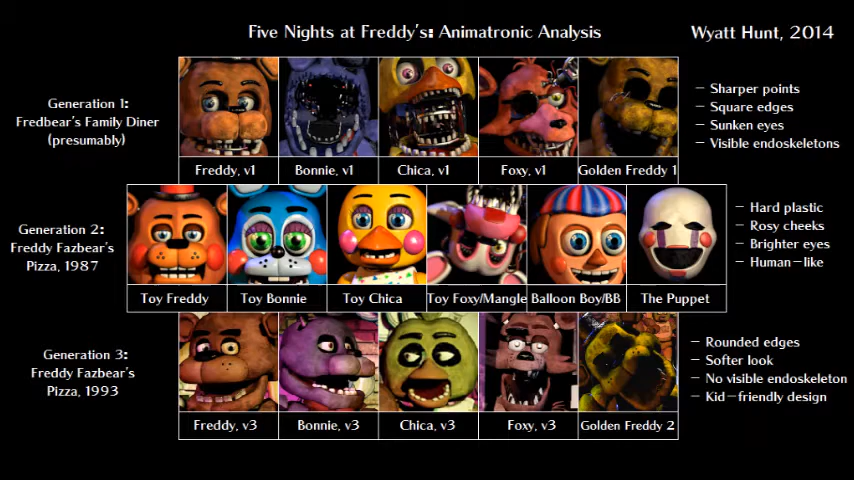 Five Nights at Freddy's: Animatronic Analysis
Wyatt Hunt, 2014
Generation 1:
Fredbear's Family Diner
(presumably)
Freddy, v1
Bonnie, v1
Chica, v1
Foxy, v1
Golden Freddy 1
— Sharper points
— Square edges
— Sunken eyes
— Visible endoskeletons
Generation 2:
Freddy Fazbear's
Pizza, 1987
Toy Freddy
Toy Bonnie
Toy Chica
Toy Foxy/Mangle
Balloon Boy/BB
The Puppet
— Hard plastic
— Rosy cheeks
— Brighter eyes
— Human—like
Generation 3:
Freddy Fazbear's
Pizza, 1993
Freddy, v3
Bonnie, v3
Chica, v3
Foxy, v3
Golden Freddy 2
— Rounded edges
— Softer look
— No visible endoskeleton
— Kid—friendly design